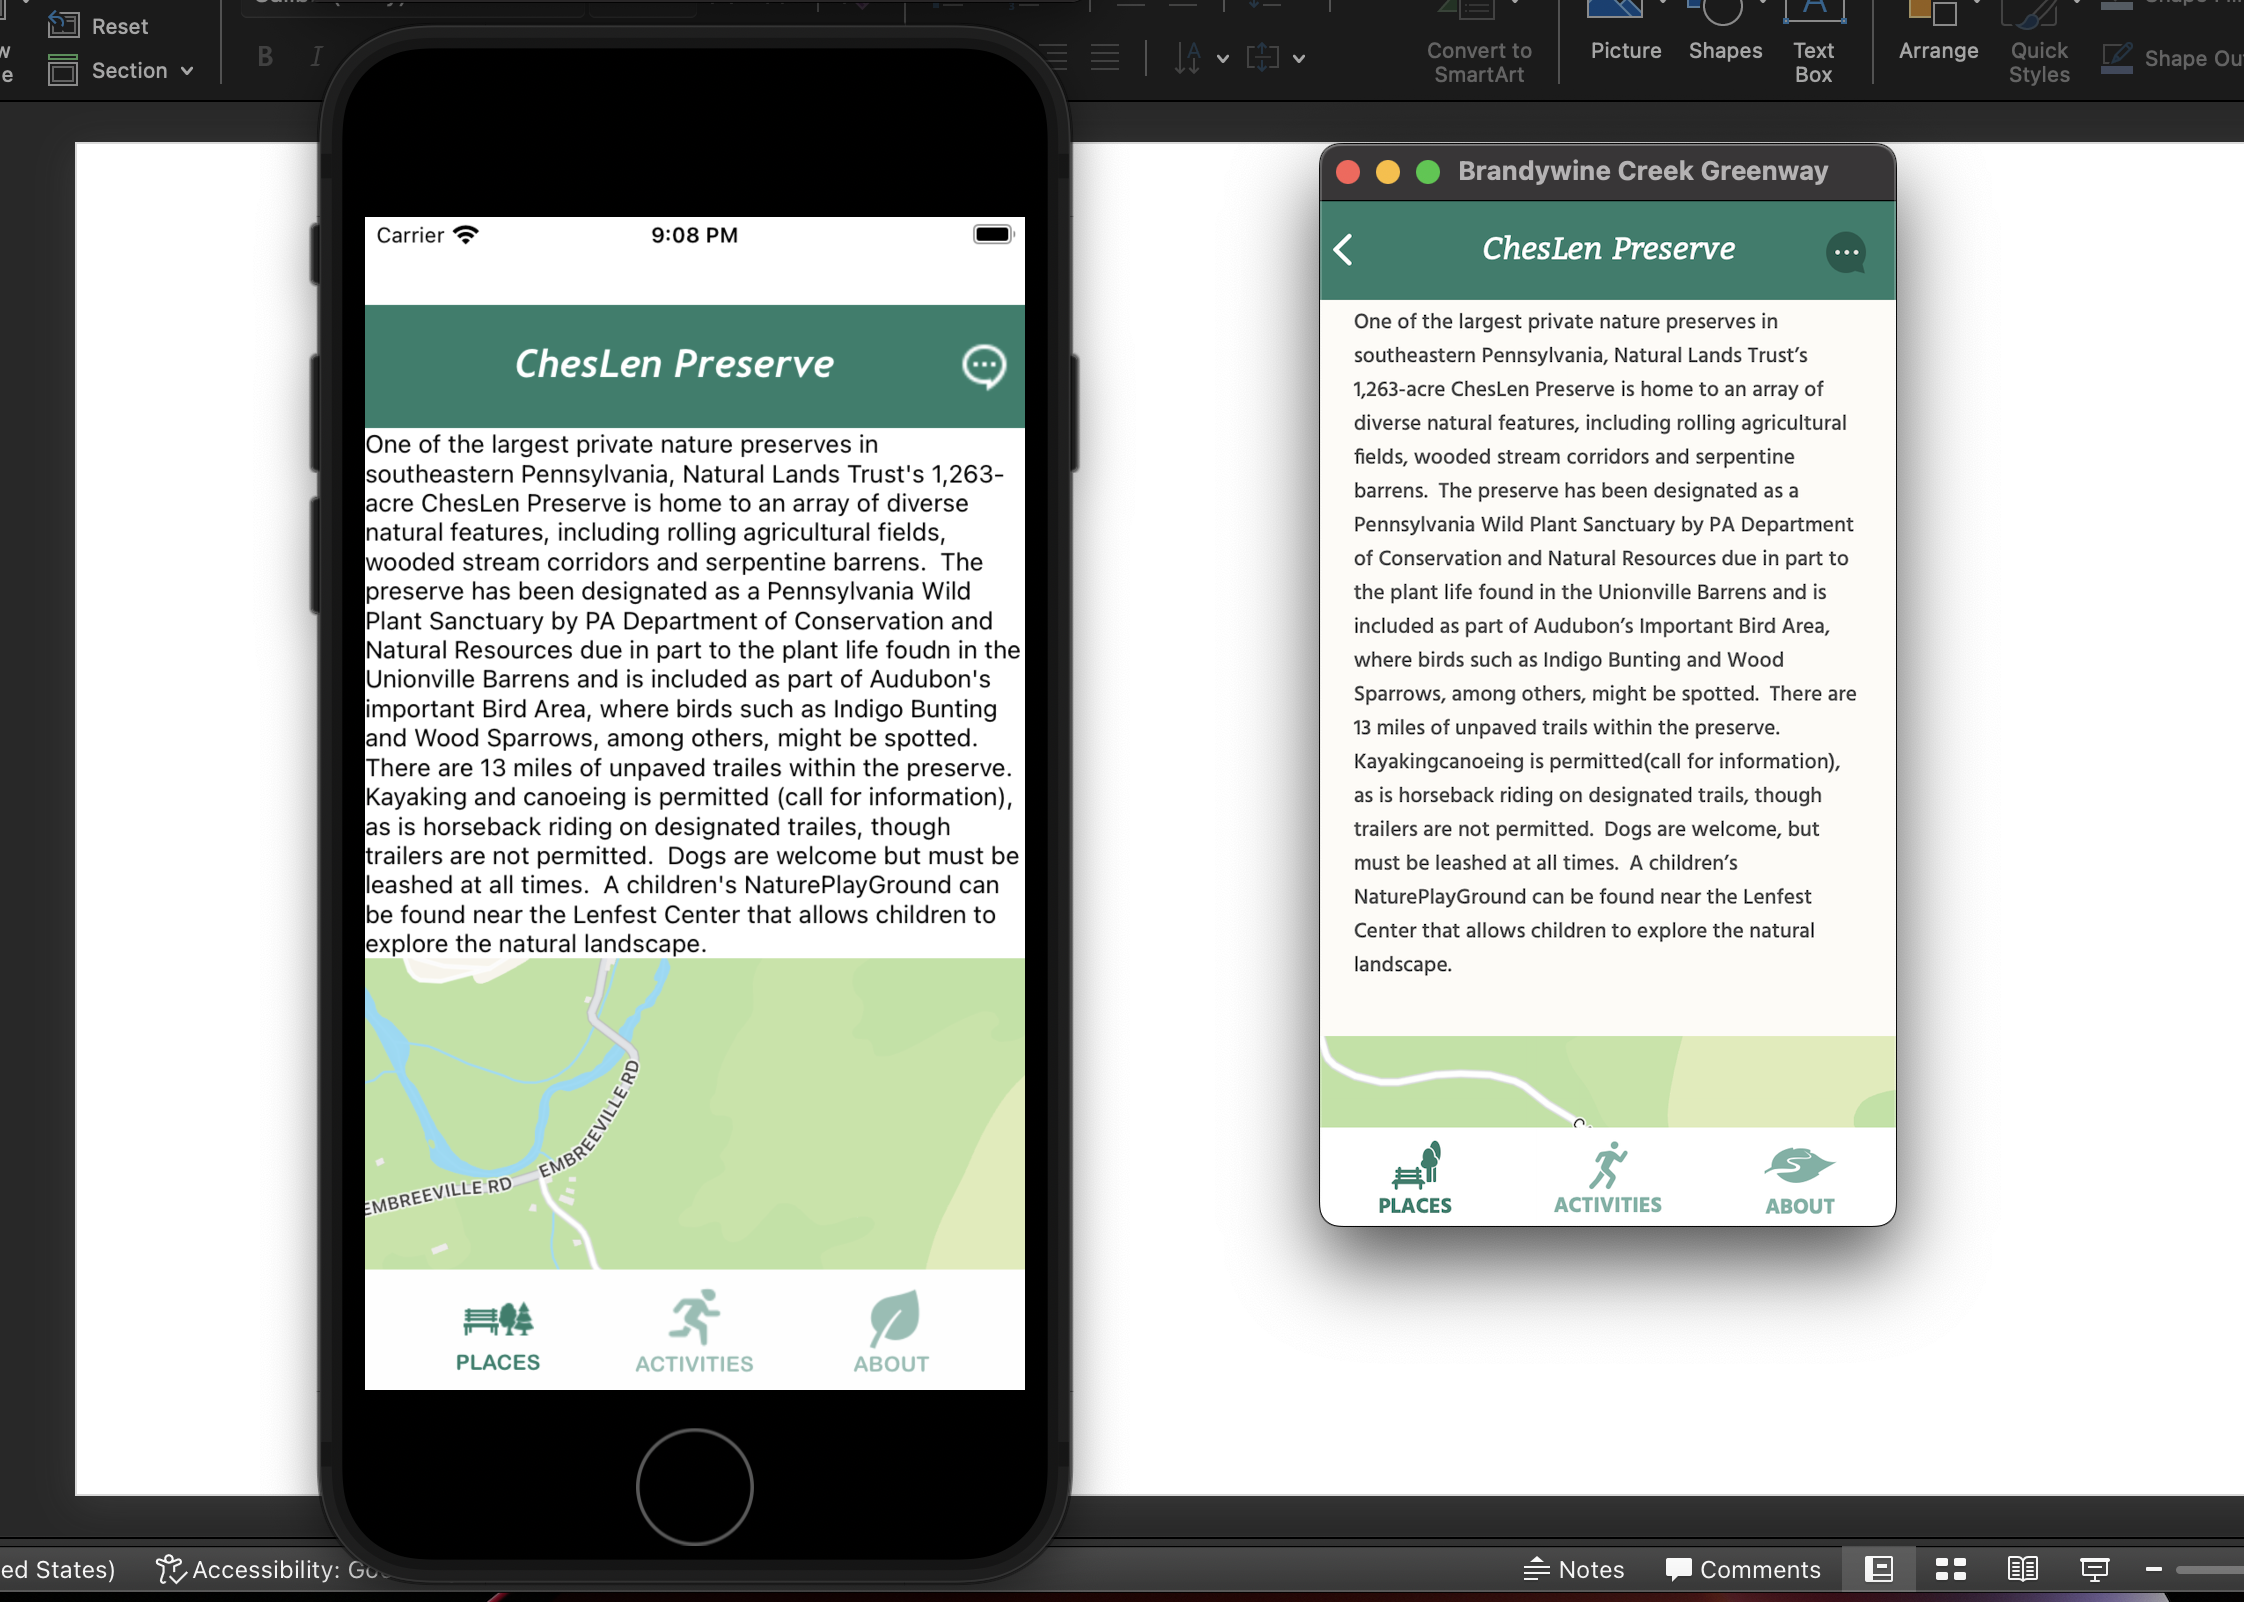 Reset
Section
B I
Convert to
SmartArt
Picture
Shapes
Text
Box
Arrange
Quick
Styles
Carrier
9:08 PM
ChesLen Preserve
One of the largest private nature preserves in
southeastern Pennsylvania, Natural Lands Trust's 1,263-
acre ChesLen Preserve is home to an array of diverse
natural features, including rolling agricultural fields,
wooded stream corridors and serpentine barrens.  The
preserve has been designated as a Pennsylvania Wild
Plant Sanctuary by PA Department of Conservation and
Natural Resources due in part to the plant life foudn in the
Unionville Barrens and is included as part of Audubon's
important Bird Area, where birds such as Indigo Bunting
and Wood Sparrows, among others, might be spotted.
There are 13 miles of unpaved trailes within the preserve.
Kayaking and canoeing is permitted (call for information),
as is horseback riding on designated trailes, though
trailers are not permitted.  Dogs are welcome but must be
leashed at all times.  A children's NaturePlayGround can
be found near the Lenfest Center that allows children to
explore the natural landscape.
EMBREEVILLE RD
EMBREEVILLE RD
PLACES
ACTIVITIES
ABOUT
Brandywine Creek Greenway
ChesLen Preserve
One of the largest private nature preserves in
southeastern Pennsylvania, Natural Lands Trust’s
1,263-acre ChesLen Preserve is home to an array of
diverse natural features, including rolling agricultural
fields, wooded stream corridors and serpentine
barrens.  The preserve has been designated as a
Pennsylvania Wild Plant Sanctuary by PA Department
of Conservation and Natural Resources due in part to
the plant life found in the Unionville Barrens and is
included as part of Audubon’s Important Bird Area,
where birds such as Indigo Bunting and Wood
Sparrows, among others, might be spotted.  There are
13 miles of unpaved trails within the preserve.
Kayakingcanoeing is permitted(call for information),
as is horseback riding on designated trails, though
trailers are not permitted.  Dogs are welcome, but
must be leashed at all times.  A children’s
NaturePlayGround can be found near the Lenfest
Center that allows children to explore the natural
landscape.
PLACES
ACTIVITIES
ABOUT
ed States)
Accessibility:
Notes
Comments